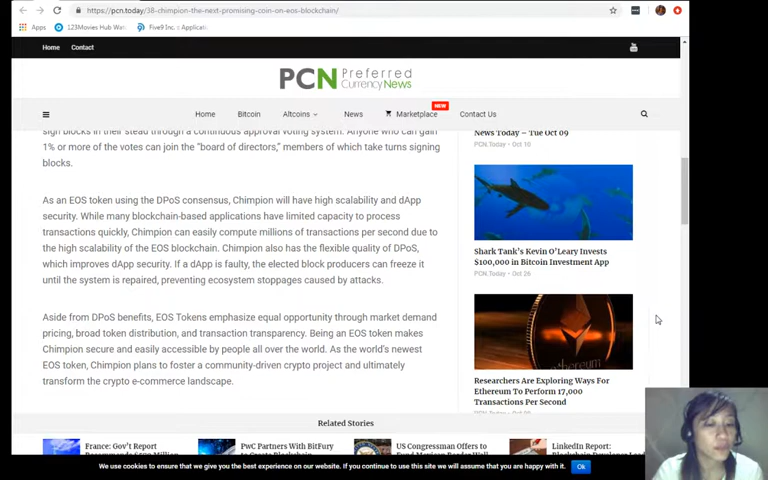 https://pcn.today/38-chimpion-the-next-promising-coin-on-eos-blockchain/
Apps 123Movies Hub Wat Five9 Inc.'s Applicati
Home Contact
PCN Preferred
Currency News
Home Bitcoin Altcoins News Marketplace NEW Contact Us
sign blocks in their stead through a continuous approval voting system. Anyone who can gain
1% or more of the votes can join the "board of directors," members of which take turns signing
blocks.
As an EOS token using the DPoS consensus, Chimpion will have high scalability and dApp
security. While many blockchain-based applications have limited capacity to process
transactions quickly, Chimpion can easily compute millions of transactions per second due to
the high scalability of the EOS blockchain. Chimpion also has the flexible quality of DPoS,
which improves dApp security. If a dApp is faulty, the elected block producers can freeze it
until the system is repaired, preventing ecosystem stoppages caused by attacks.
Aside from DPoS benefits, EOS Tokens emphasize equal opportunity through market demand
pricing, broad token distribution, and transaction transparency. Being an EOS token makes
Chimpion secure and easily accessible by people all over the world. As the world's newest
EOS token, Chimpion plans to foster a community-driven crypto project and ultimately
transform the crypto e-commerce landscape.
News Today – Tue Oct 09
PCN.Today • Oct 10
Shark Tank's Kevin O'Leary Invests
$100,000 in Bitcoin Investment App
PCN.Today • Oct 26
Researchers Are Exploring Ways For
Ethereum To Perform 17,000
Transactions Per Second
Related Stories
France: Gov't Report
PwC Partners With BitFury
US Congressman Offers to
LinkedIn Report:
We use cookies to ensure that we give you the best experience on our website. If you continue to use this site we will assume that you are happy with it. Ok